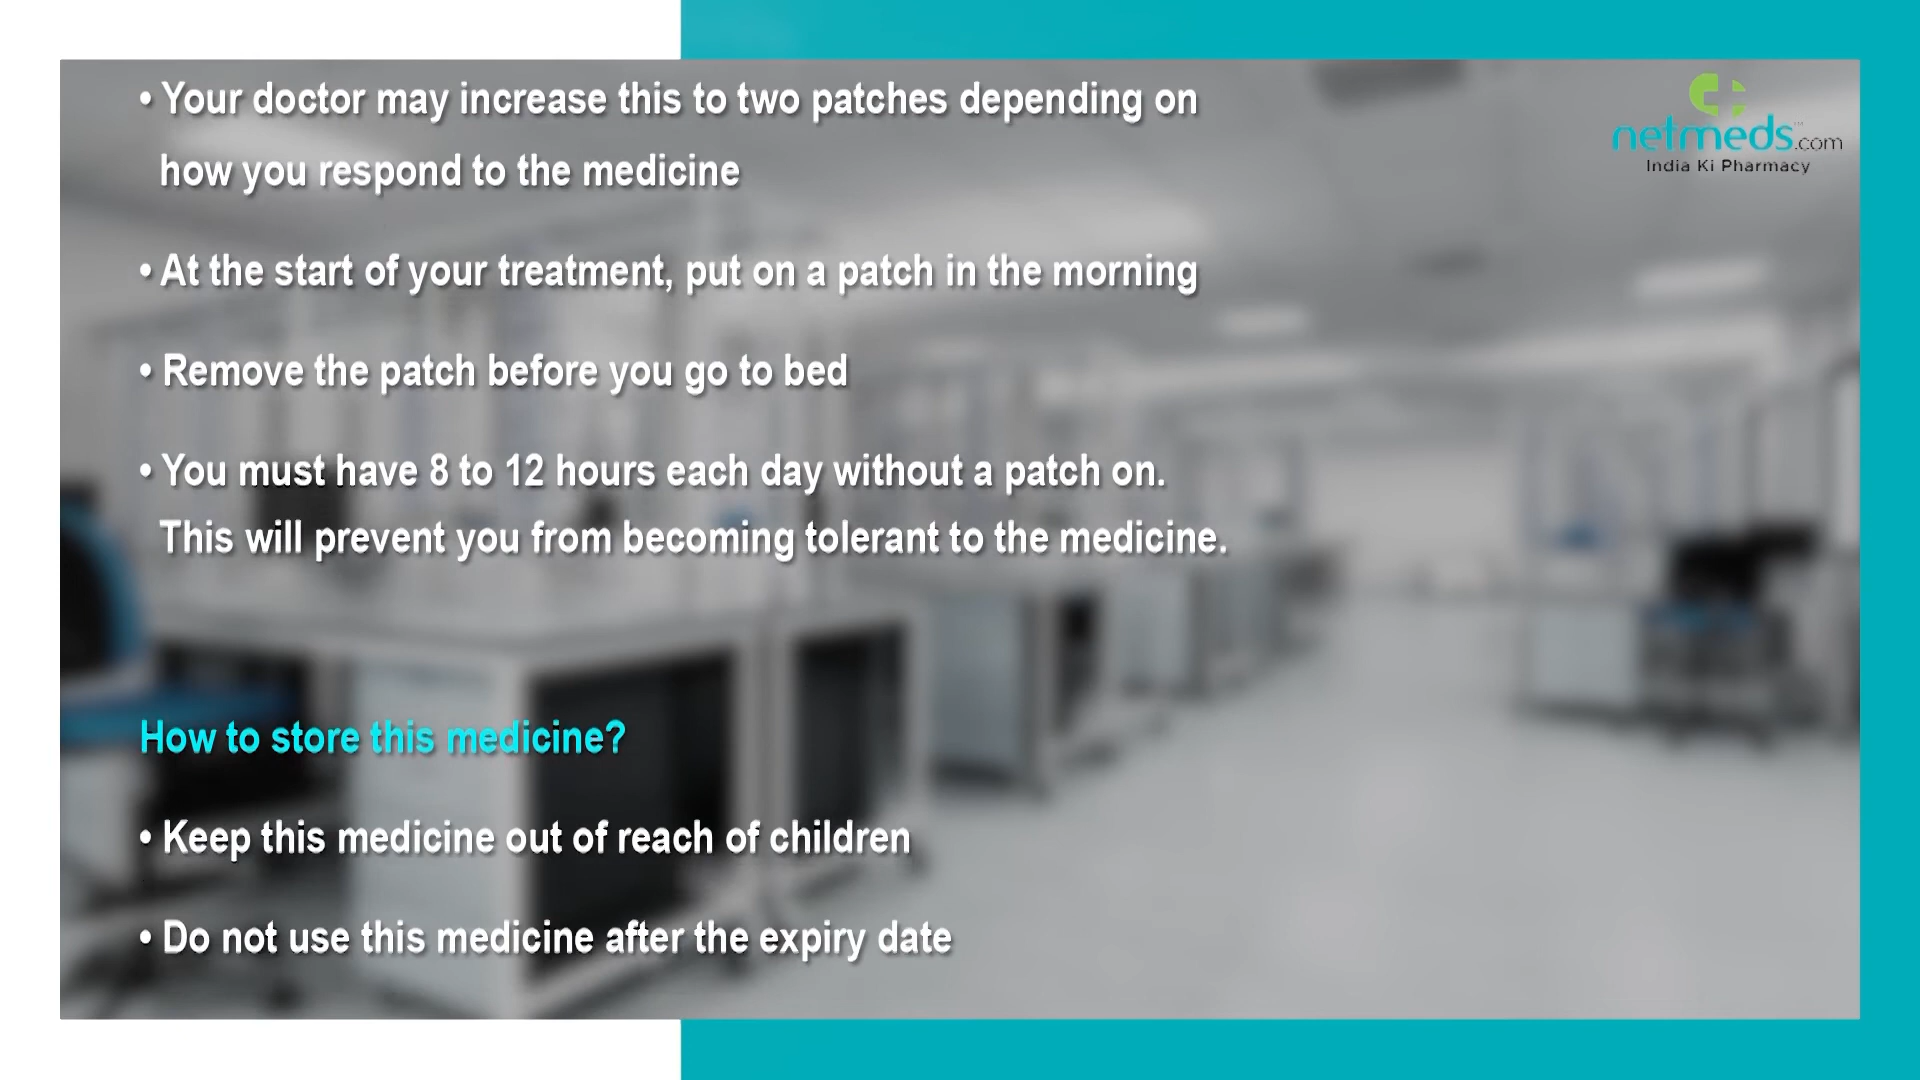 • Your doctor may increase this to two patches depending on
how you respond to the medicine
• At the start of your treatment, put on a patch in the morning
• Remove the patch before you go to bed
• You must have 8 to 12 hours each day without a patch on.
This will prevent you from becoming tolerant to the medicine.
How to store this medicine?
• Keep this medicine out of reach of children
• Do not use this medicine after the expiry date
netmeds.com
India Ki Pharmacy